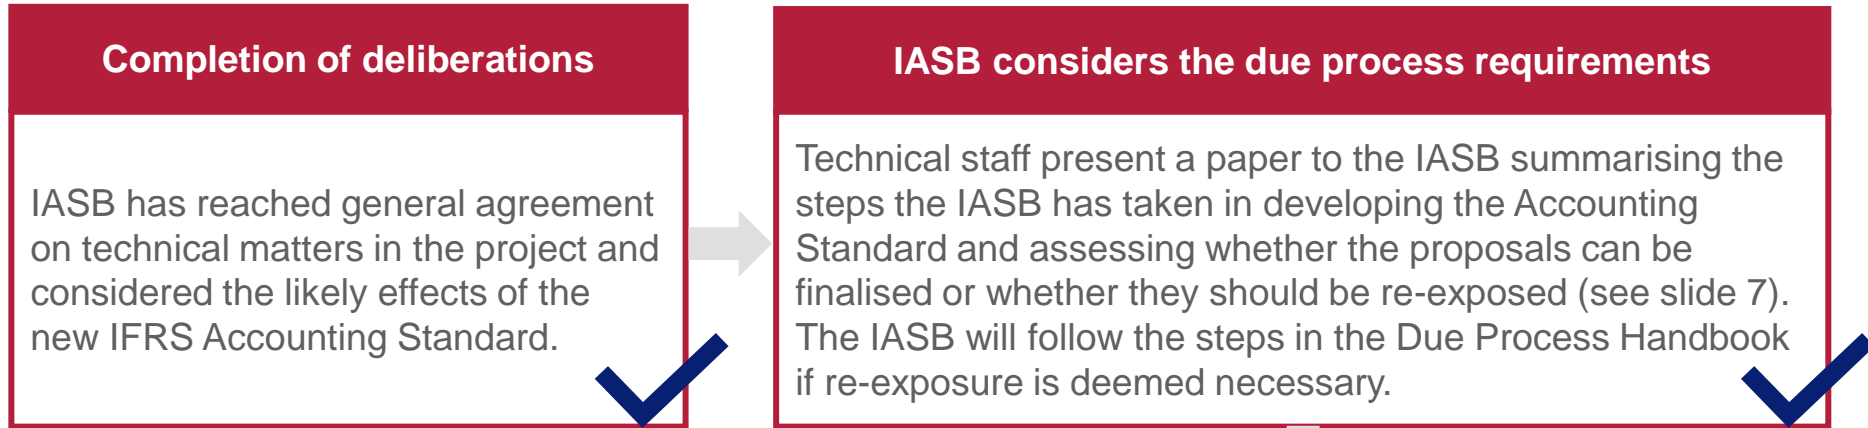 Completion of deliberations
IASB has reached general agreement
on technical matters in the project and
considered the likely effects of the
new IFRS Accounting Standard.
IASB considers the due process requirements
Technical staff present a paper to the IASB summarising the
steps the IASB has taken in developing the Accounting
Standard and assessing whether the proposals can be
finalised or whether they should be re-exposed (see slide 7).
The IASB will follow the steps in the Due Process Handbook
if re-exposure is deemed necessary.